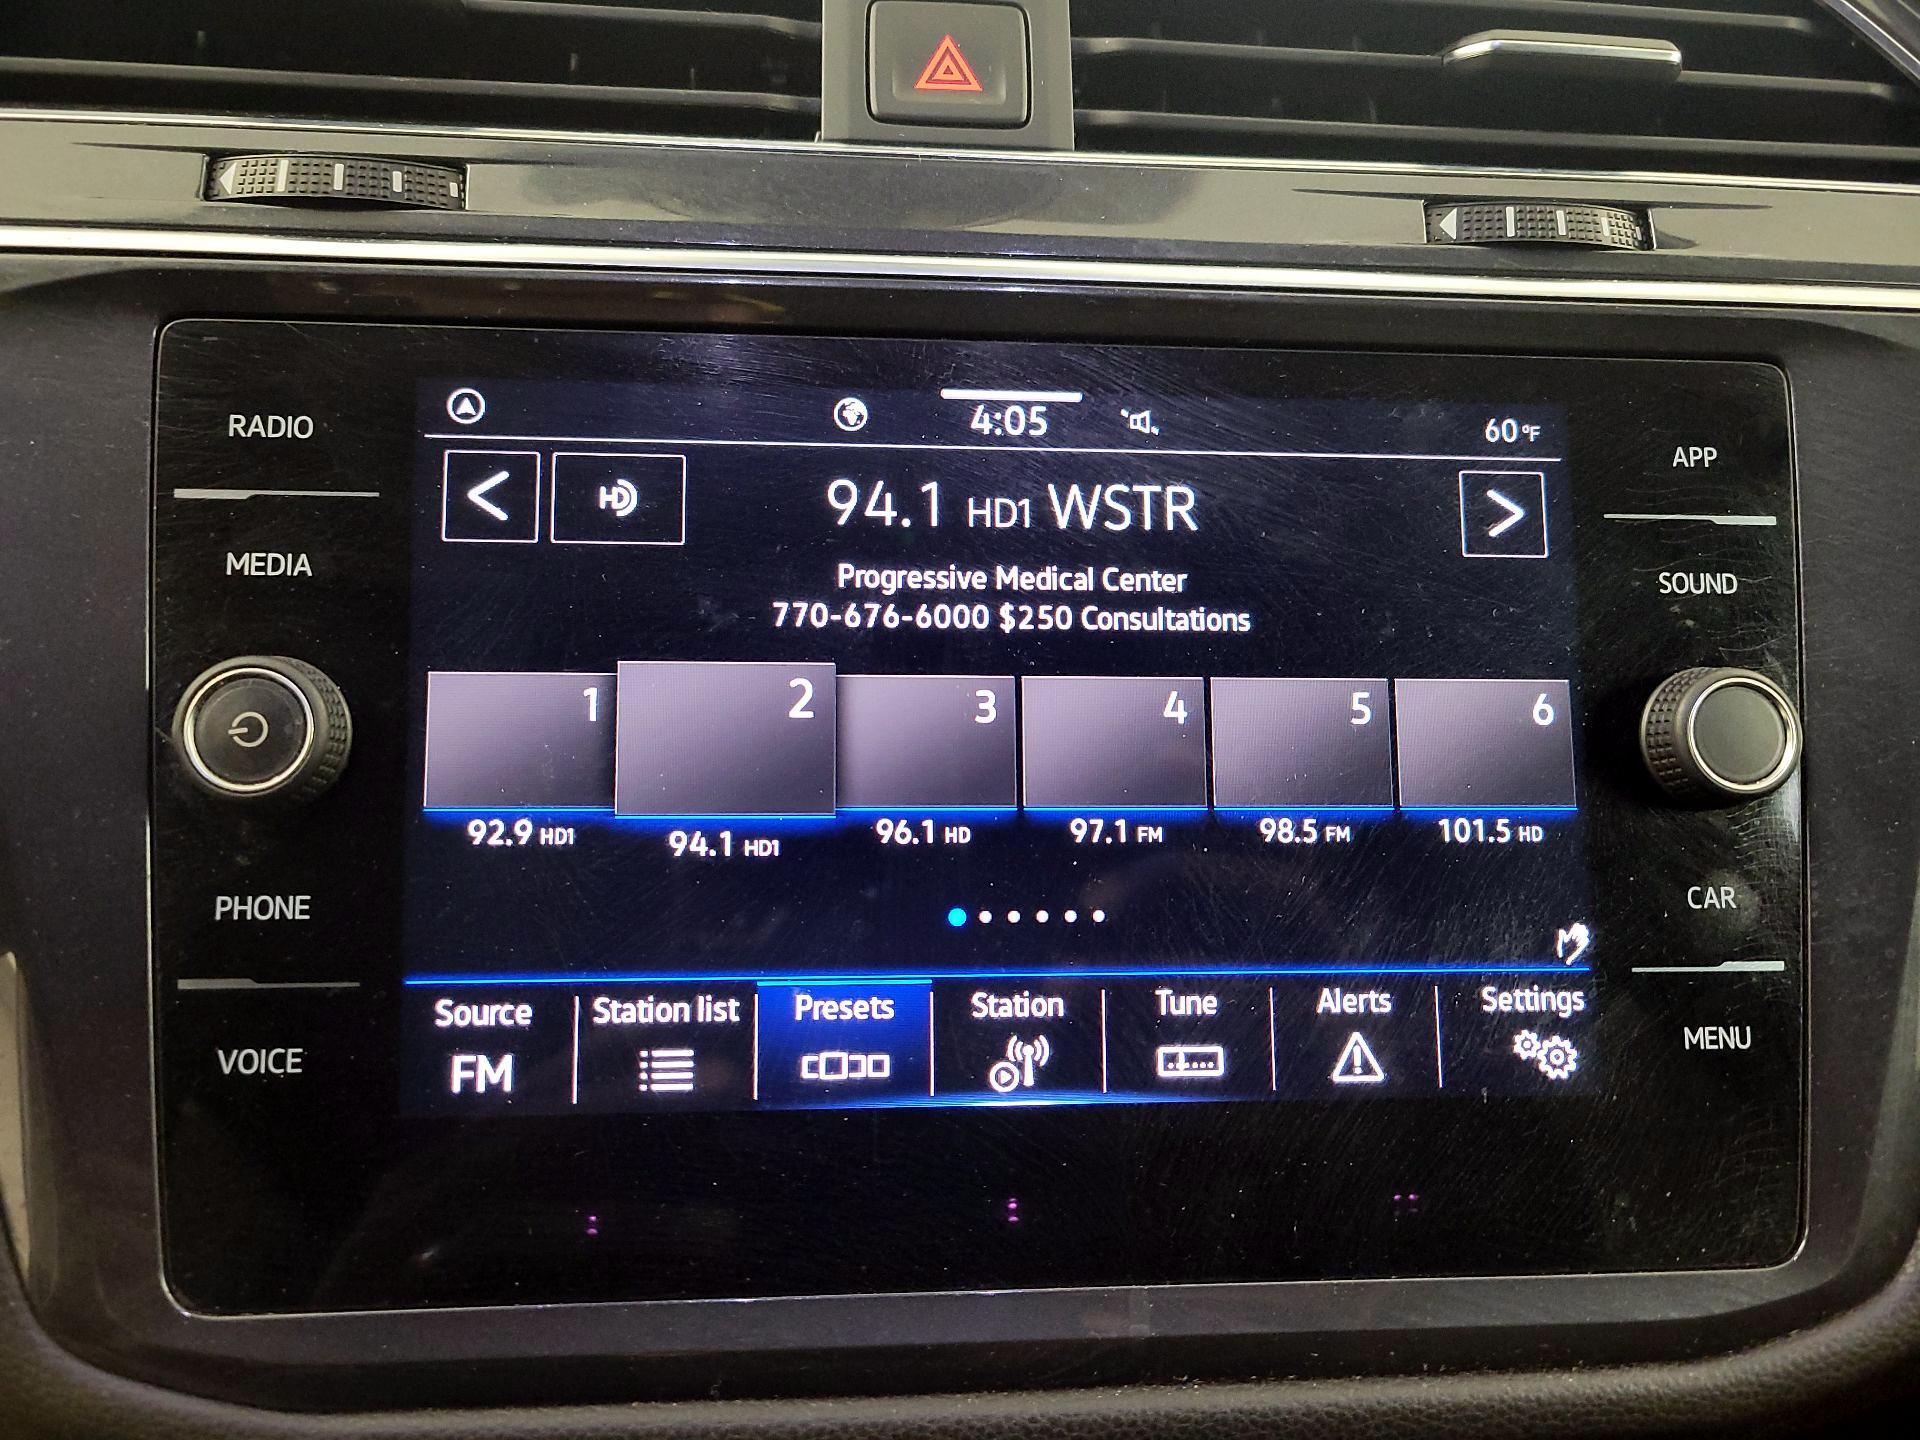 RADIO
MEDIA
PHONE
VOICE
4:05
60°F
HD
94.1 HD1 WSTR
Progressive Medical Center
770-676-6000 $250 Consultations
1 2 3 4 5 6
92.9 HD1 94.1 HD1 96.1 HD 97.1 FM 98.5 FM 101.5 HD
Source Station list Presets Station Tune Alerts Settings
FM
APP
SOUND
CAR
MENU